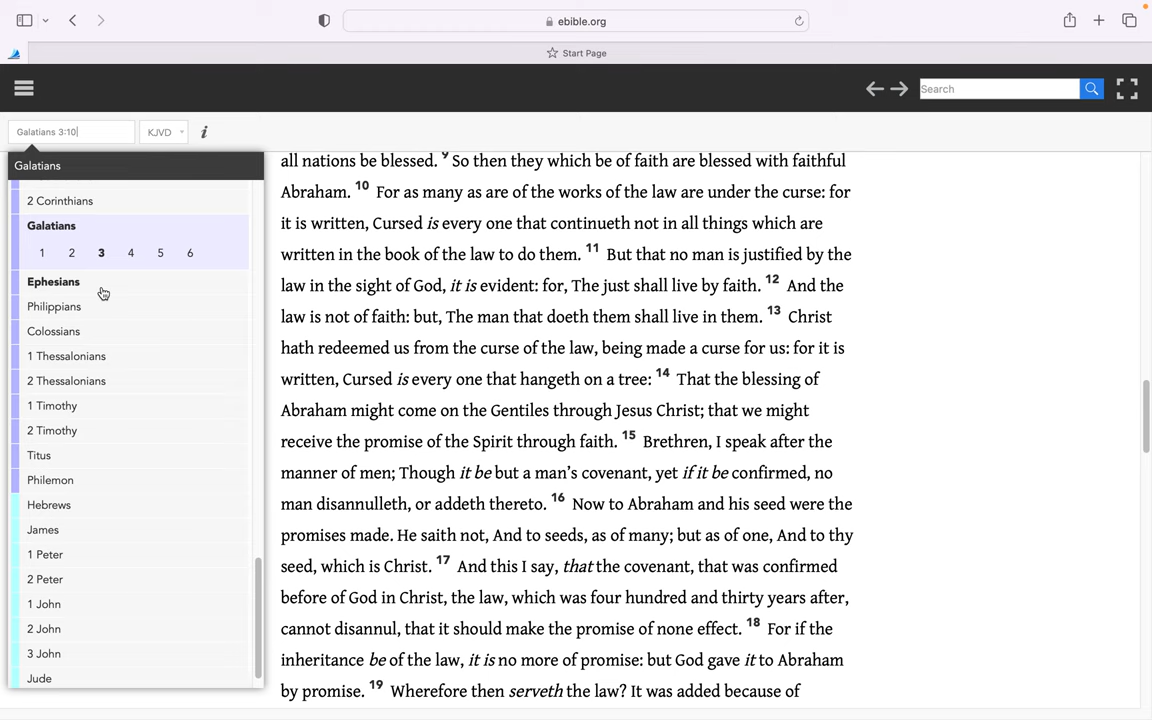 ebible.org
Start Page
Search
Galatians 3:10
KJVD
i
Galatians
2 Corinthians
Galatians
1 2 3 4 5 6
Ephesians
Philippians
Colossians
1 Thessalonians
2 Thessalonians
1 Timothy
2 Timothy
Titus
Philemon
Hebrews
James
1 Peter
2 Peter
1 John
2 John
3 John
Jude
all nations be blessed. 9 So then they which be of faith are blessed with faithful
Abraham. 10 For as many as are of the works of the law are under the curse: for
it is written, Cursed is every one that continueth not in all things which are
written in the book of the law to do them. 11 But that no man is justified by the
law in the sight of God, it is evident: for, The just shall live by faith. 12 And the
law is not of faith: but, The man that doeth them shall live in them. 13 Christ
hath redeemed us from the curse of the law, being made a curse for us: for it is
written, Cursed is every one that hangeth on a tree: 14 That the blessing of
Abraham might come on the Gentiles through Jesus Christ; that we might
receive the promise of the Spirit through faith. 15 Brethren, I speak after the
manner of men; Though it be but a man’s covenant, yet if it be confirmed, no
man disannulleth, or addeth thereto. 16 Now to Abraham and his seed were the
promises made. He saith not, And to seeds, as of many; but as of one, And to thy
seed, which is Christ. 17 And this I say, that the covenant, that was confirmed
before of God in Christ, the law, which was four hundred and thirty years after,
cannot disannul, that it should make the promise of none effect. 18 For if the
inheritance be of the law, it is no more of promise: but God gave it to Abraham
by promise. 19 Wherefore then serveth the law? It was added because of